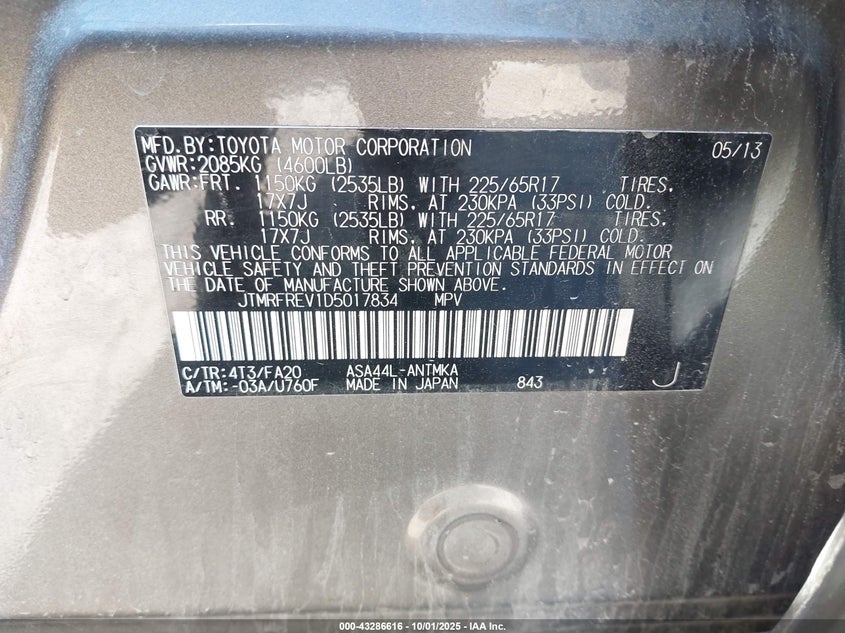 MFD.BY:TOYOTA MOTOR CORPORATION 05/13
GVWR:2085KG (4600LB)
GAWR:FRT. 1150KG (2535LB) WITH 225/65R17 TIRES,
17X7J RIMS, AT 230KPA (33PSI) COLD.
RR. 1150KG (2535LB) WITH 225/65R17 TIRES,
17X7J RIMS, AT 230KPA (33PSI) COLD.
THIS VEHICLE CONFORMS TO ALL APPLICABLE FEDERAL MOTOR
VEHICLE SAFETY AND THEFT PREVENTION STANDARDS IN EFFECT ON
THE DATE OF MANUFACTURE SHOWN ABOVE.
JTMRFREV1D5017834 MPV
C/TR:4T3/FA20 ASA44L-ANTMKA
A/TM:-03A/U760F MADE IN JAPAN 843 J
000-43286616 - 10/01/2025 - IAA Inc.